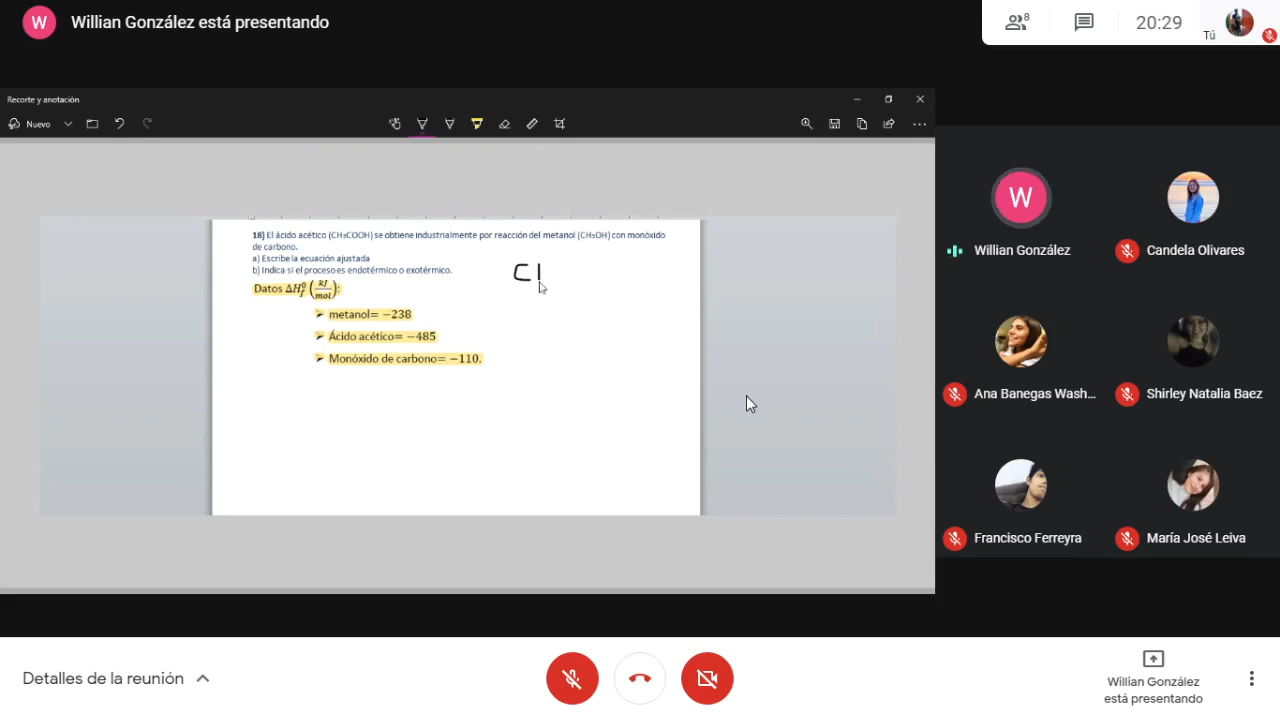 W
Willian González está presentando
8
20:29
Tú
Recorte y anotación
Nuevo
18) El ácido acético (CH₃COOH) se obtiene industrialmente por reacción del metanol (CH₃OH) con monóxido
de carbono.
a) Escribe la ecuación ajustada
b) Indica si el proceso es endotérmico o exotérmico.
Datos ΔH_f^0 (kJ/mol):
➢ metanol= −238
➢ Ácido acético= −485
➢ Monóxido de carbono= −110.
W
Willian González
Candela Olivares
Ana Banegas Wash...
Shirley Natalia Baez
Francisco Ferreyra
María José Leiva
Detalles de la reunión
Willian González
está presentando